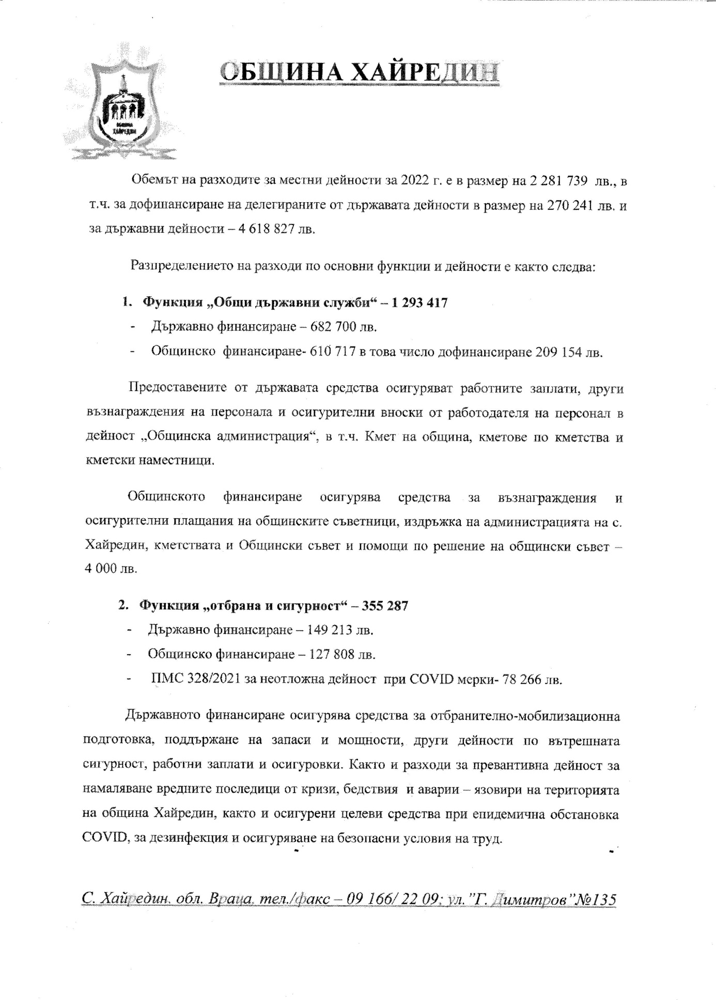 ОБЩИНА ХАЙРЕДИН
ОБЩИНА
ХАЙРЕДИН
Обемът на разходите за местни дейности за 2022 г. е в размер на 2 281 739 лв., в
т.ч. за дофинансиране на делегираните от държавата дейности в размер на 270 241 лв. и
за държавни дейности – 4 618 827 лв.
Разпределението на разходи по основни функции и дейности е както следва:
1. Функция „Общи държавни служби“ – 1 293 417
- Държавно финансиране – 682 700 лв.
- Общинско финансиране- 610 717 в това число дофинансиране 209 154 лв.
Предоставените от държавата средства осигуряват работните заплати, други
възнаграждения на персонала и осигурителни вноски от работодателя на персонал в
дейност „Общинска администрация“, в т.ч. Кмет на община, кметове по кметства и
кметски наместници.
Общинското финансиране осигурява средства за възнаграждения и
осигурителни плащания на общинските съветници, издръжка на администрацията на с.
Хайредин, кметствата и Общински съвет и помощи по решение на общински съвет –
4 000 лв.
2. Функция „отбрана и сигурност“ – 355 287
- Държавно финансиране – 149 213 лв.
- Общинско финансиране – 127 808 лв.
- ПМС 328/2021 за неотложна дейност при COVID мерки- 78 266 лв.
Държавното финансиране осигурява средства за отбранително-мобилизационна
подготовка, поддържане на запаси и мощности, други дейности по вътрешната
сигурност, работни заплати и осигуровки. Както и разходи за превантивна дейност за
намаляване вредните последици от кризи, бедствия и аварии – язовири на територията
на община Хайредин, както и осигурени целеви средства при епидемична обстановка
COVID, за дезинфекция и осигуряване на безопасни условия на труд.
С. Хайредин, обл. Враца, тел./факс – 09 166/ 22 09; ул. ”Г. Димитров”№135